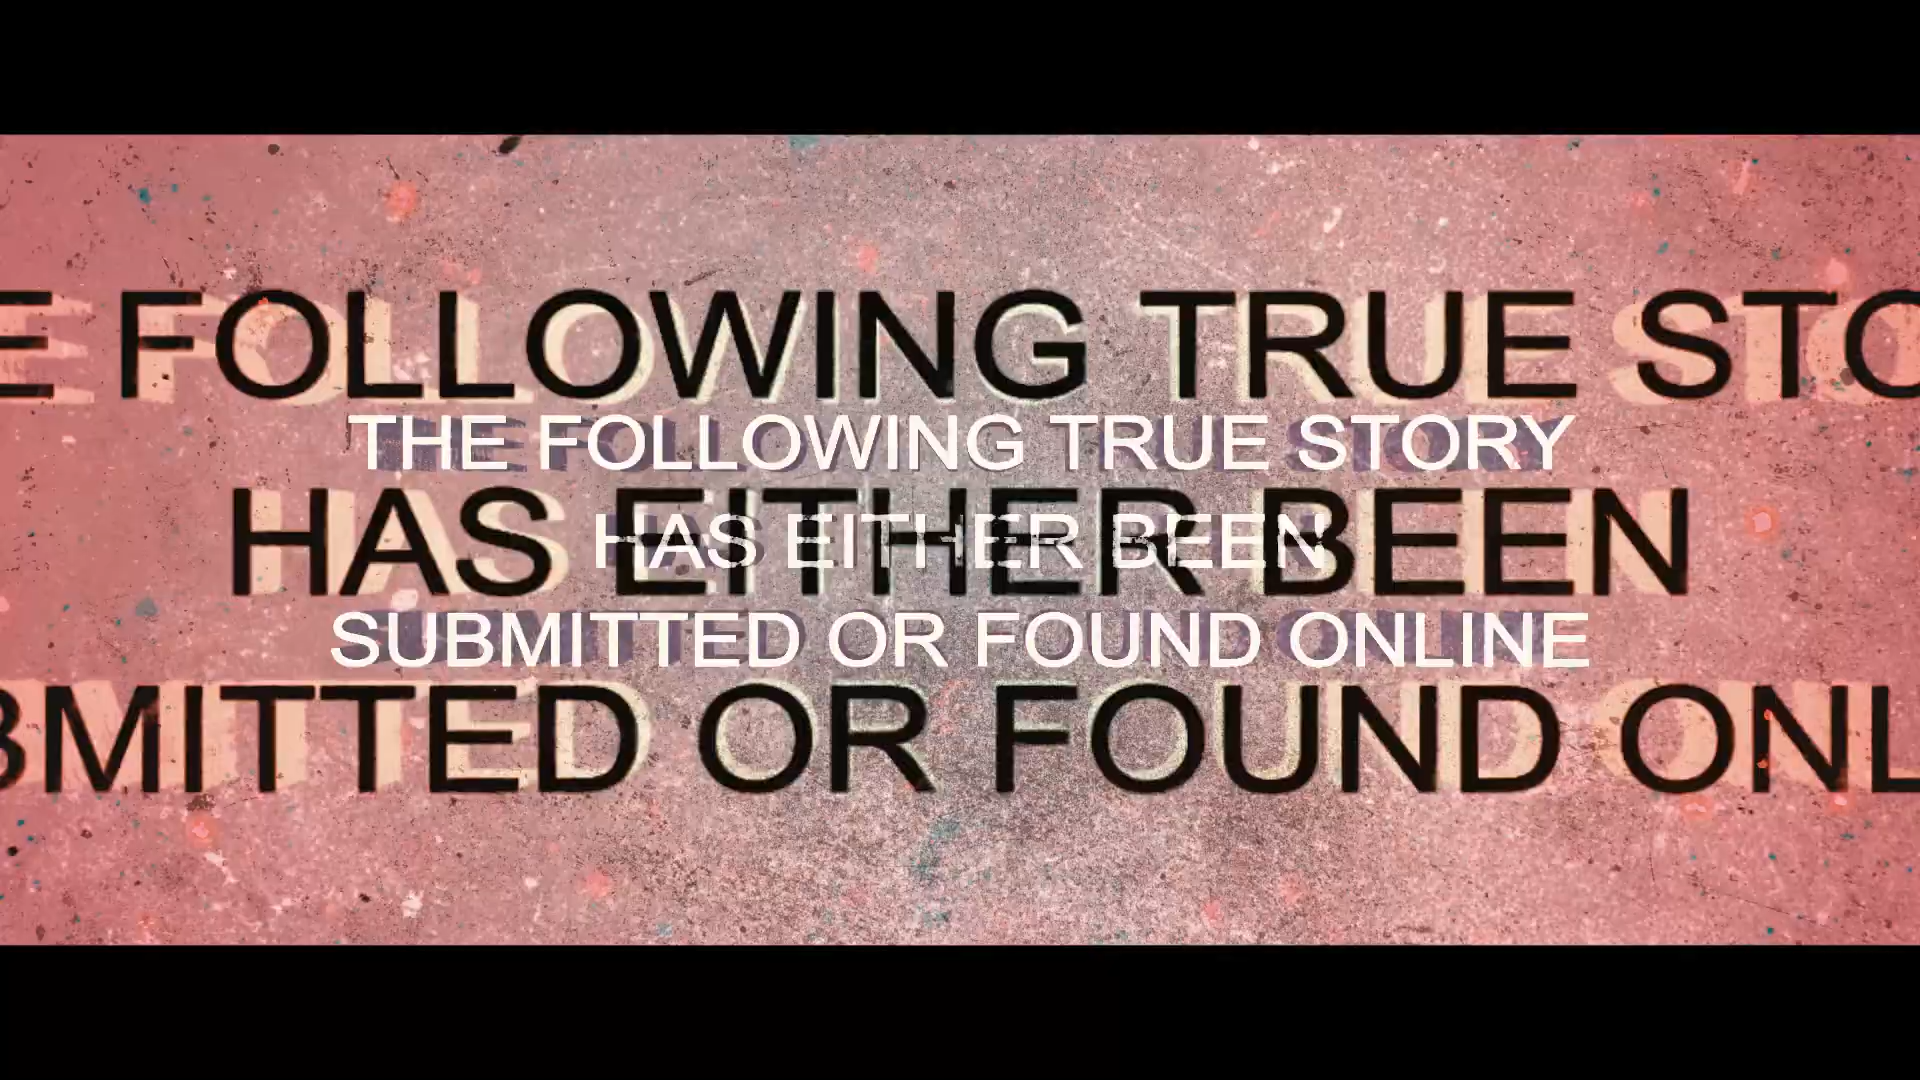 E FOLLOWING TRUE STO
THE FOLLOWING TRUE STORY
HAS EITHER BEEN
HAS EITHER BEEN
SUBMITTED OR FOUND ONLINE
BMITTED OR FOUND ONL